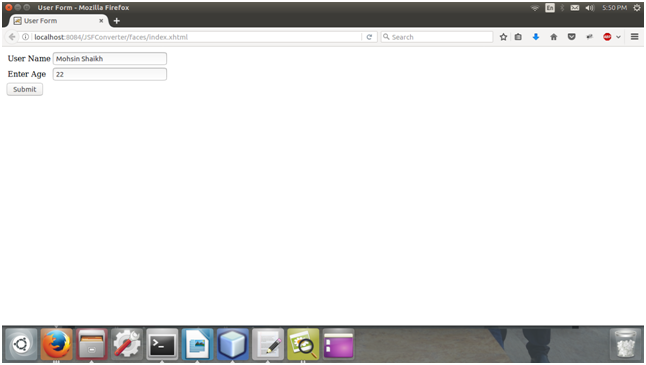 User Form - Mozilla Firefox
En
5:50 PM
User Form
localhost:8084/JSFConverter/faces/index.xhtml
Search
ABP
User Name Mohsin Shaikh
Enter Age 22
Submit